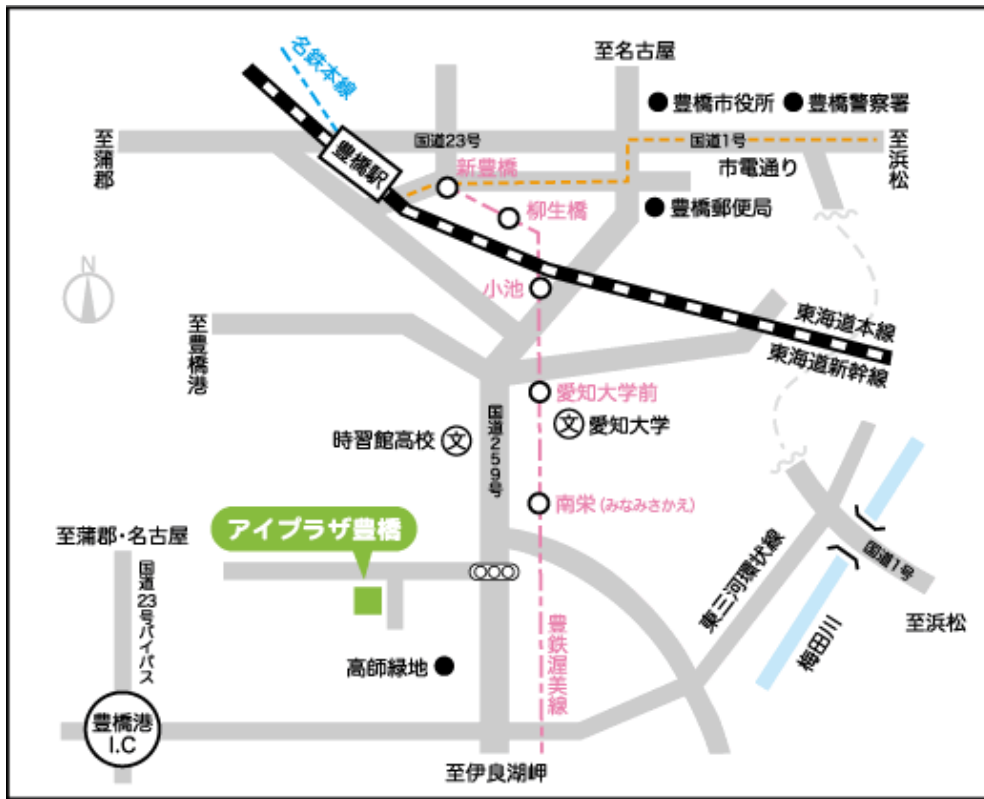 名鉄本線
至名古屋
豊橋市役所
豊橋警察署
至蒲郡
豊橋駅
国道23号
国道1号
至浜松
新豊橋
市電通り
柳生橋
豊橋郵便局
N
小池
至豊橋港
東海道本線
東海道新幹線
愛知大学前
国道259号
時習館高校
文
文
愛知大学
南栄(みなみさかえ)
アイプラザ豊橋
至蒲郡・名古屋
国道23号バイパス
東三河環状線
国道1号
梅田川
至浜松
高師緑地
豊鉄渥美線
豊橋港
I.C
至伊良湖岬